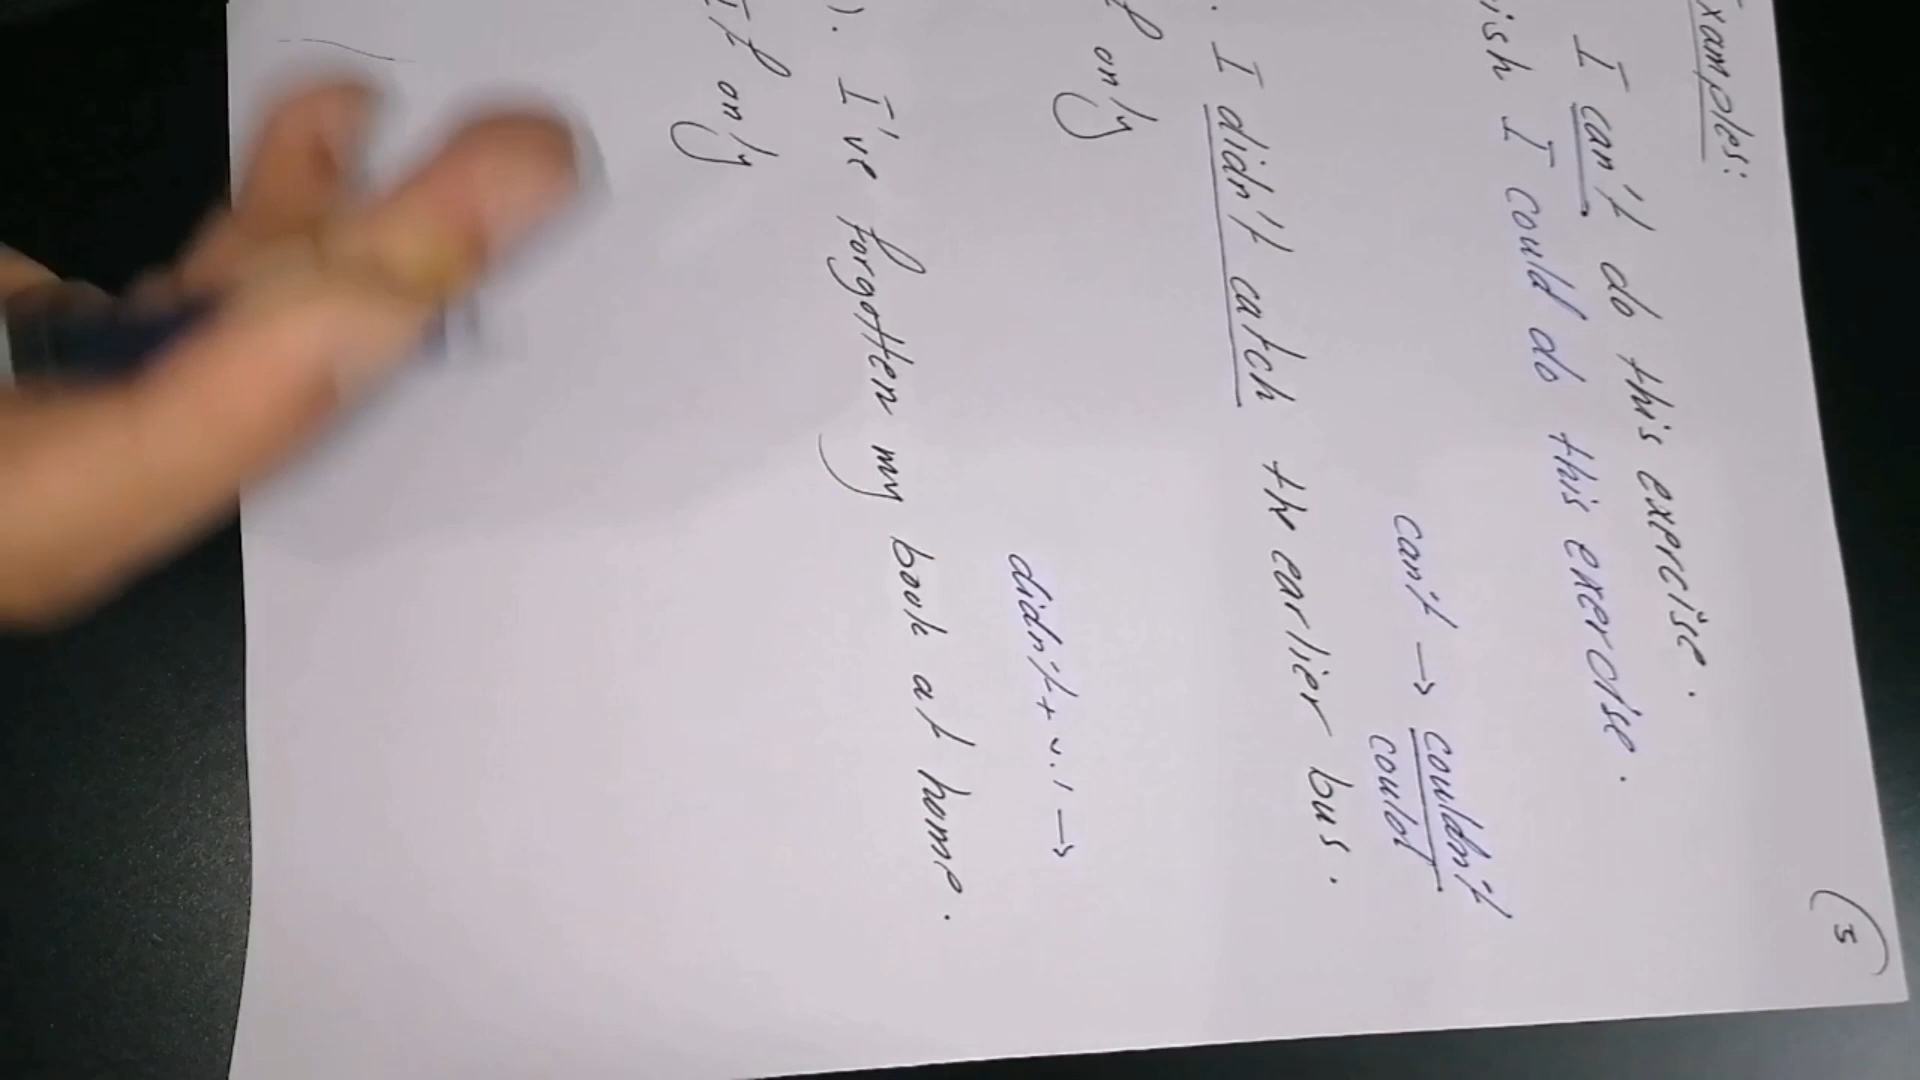 (5
xamples:
I can't do this exercise.
ish I could do this exercise.
can't → couldn't
could
. I didn't catch the earlier bus.
f only
didn't + v.1 →
). I've forgotten my book at home.
If only